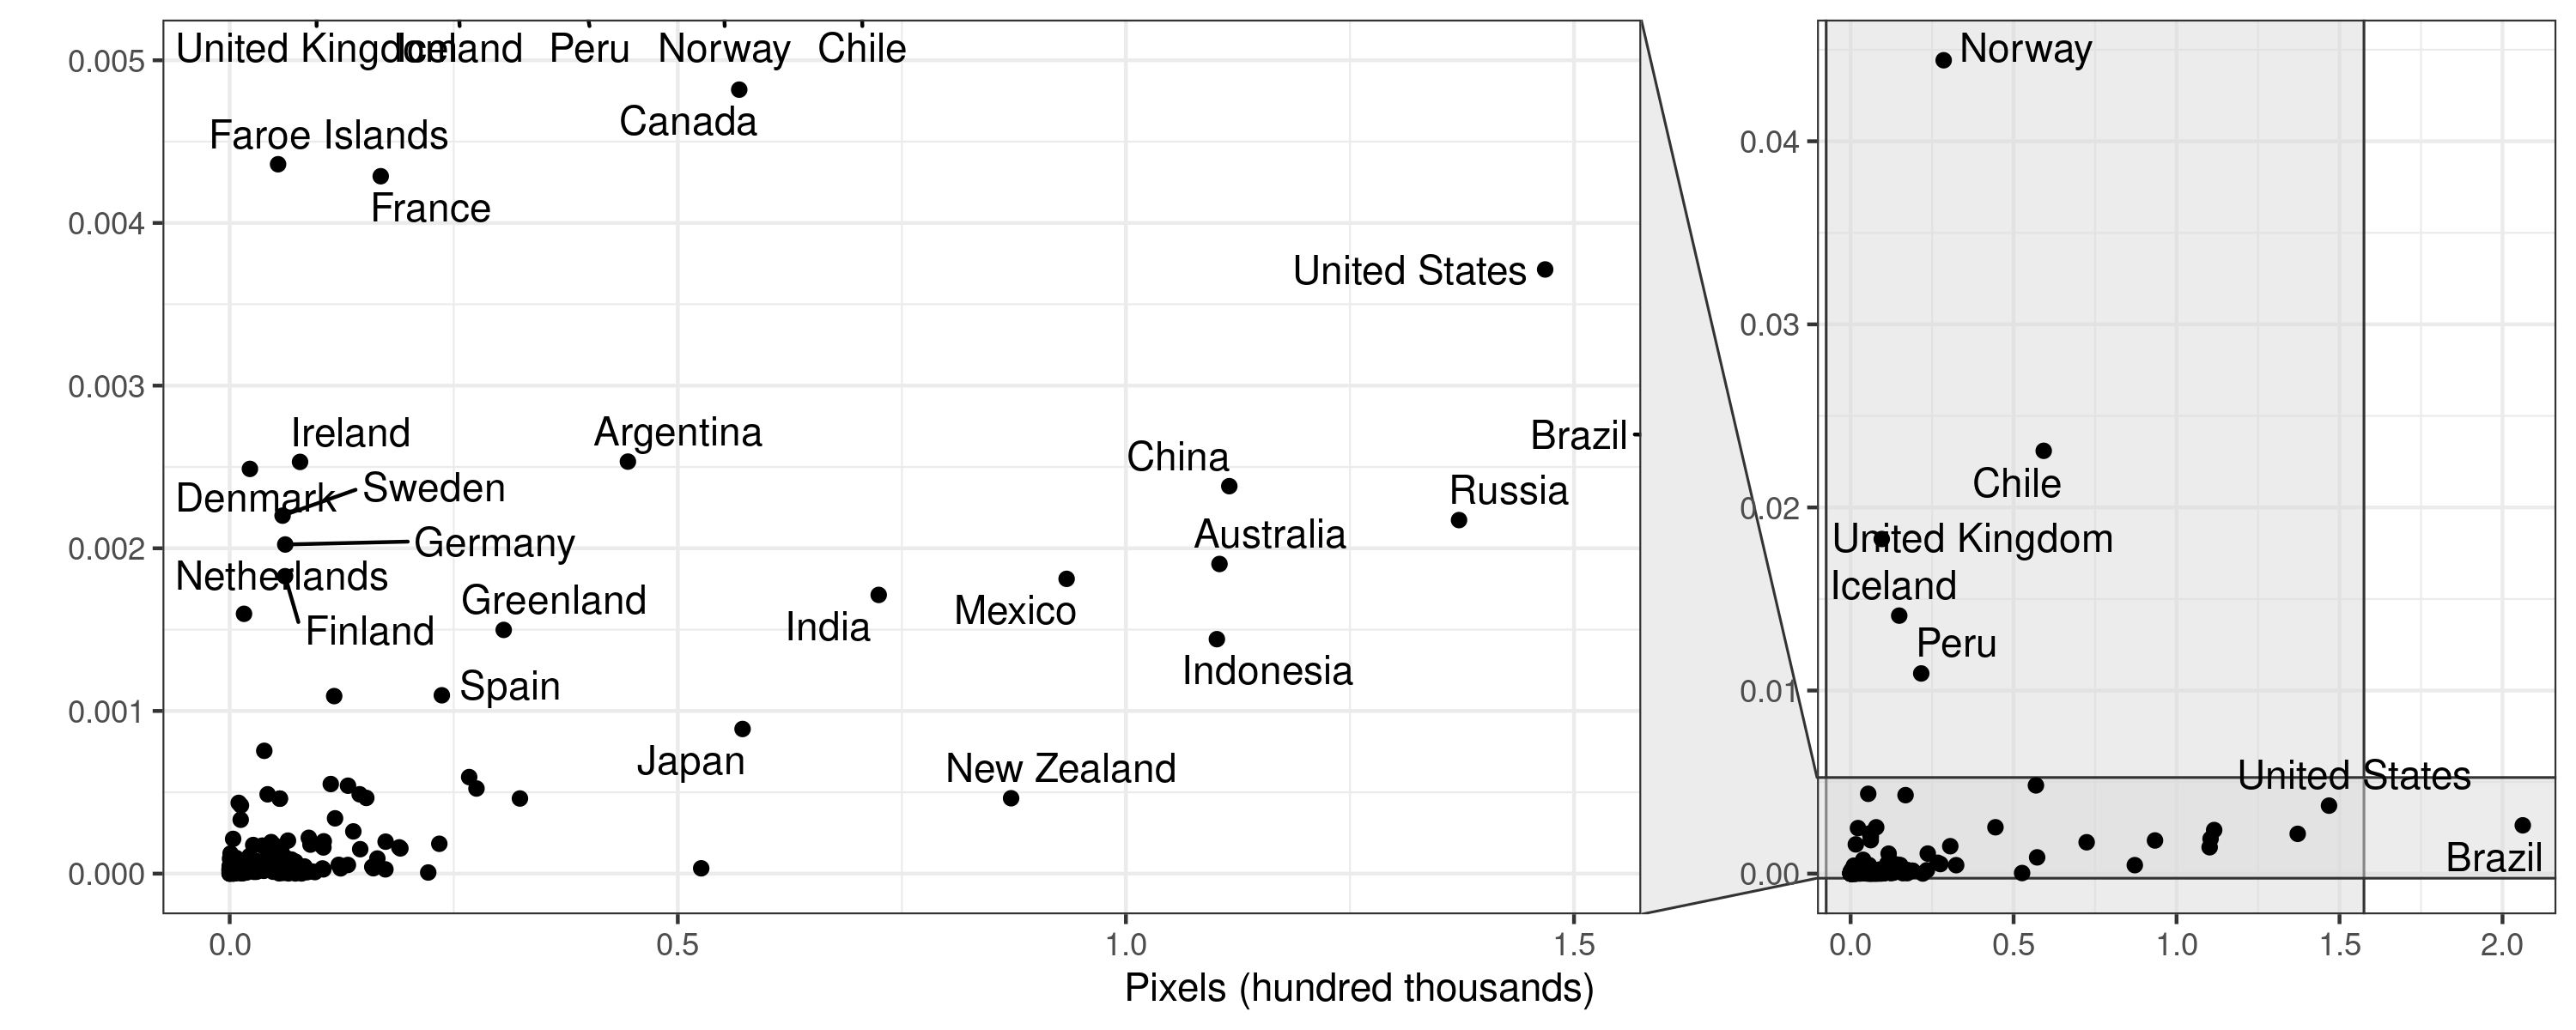 United Kingdom Iceland Peru Norway Chile
0.005
Canada
Faroe Islands
France
0.004
United States
0.003
Ireland
Argentina
Brazil
China
Sweden
Denmark
Russia
Australia
Germany
0.002
Netherlands
Greenland
Mexico
India
Finland
Indonesia
Spain
0.001
Japan
New Zealand
0.000
0.0 0.5 1.0 1.5
Norway
0.04
0.03
Chile
0.02
United Kingdom
Iceland
Peru
0.01
United States
Brazil
0.00
0.0 0.5 1.0 1.5 2.0
Pixels (hundred thousands)